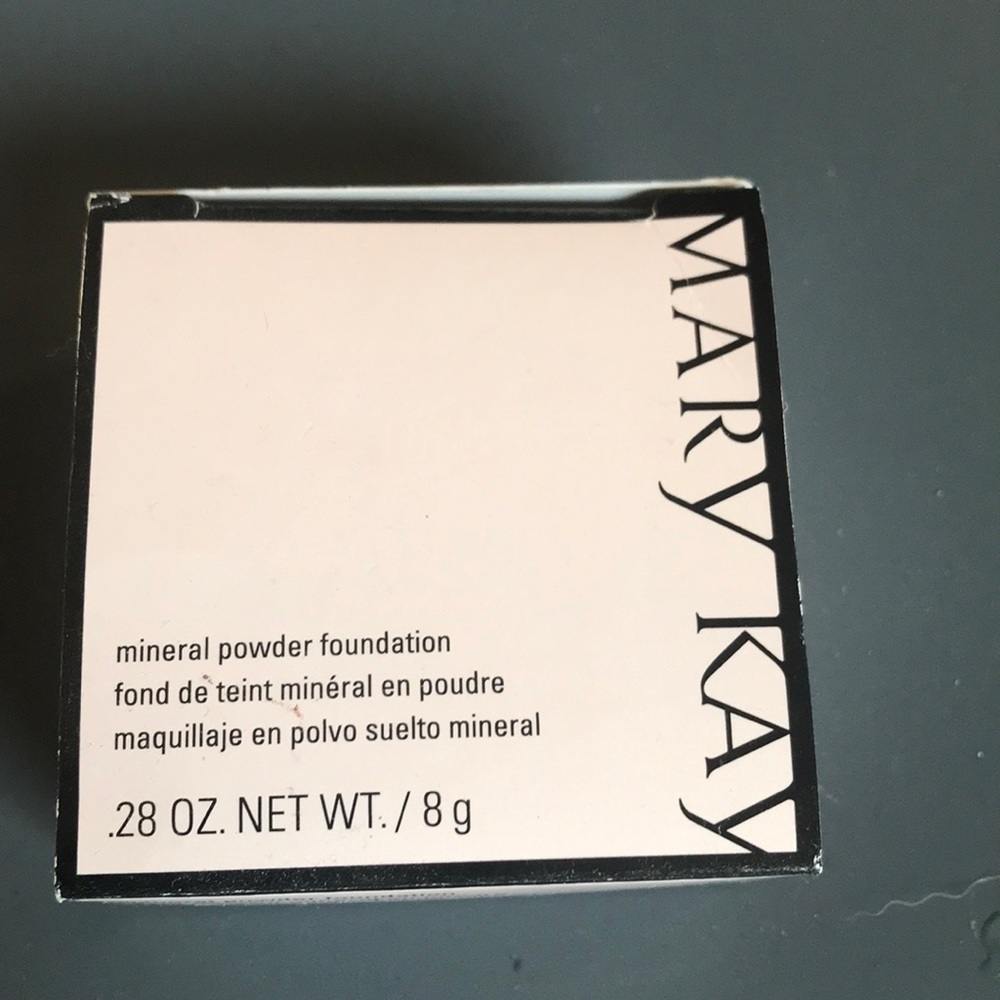 MARY KAY
mineral powder foundation
fond de teint minéral en poudre
maquillaje en polvo suelto mineral
.28 OZ. NET WT. / 8 g